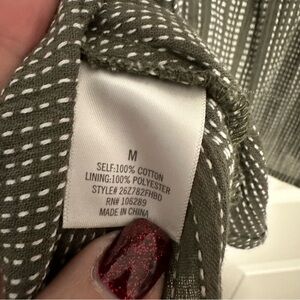 M
SELF:100% COTTON
LINING:100% POLYESTER
STYLE# 26Z782FHBD
RN# 106289
MADE IN CHINA